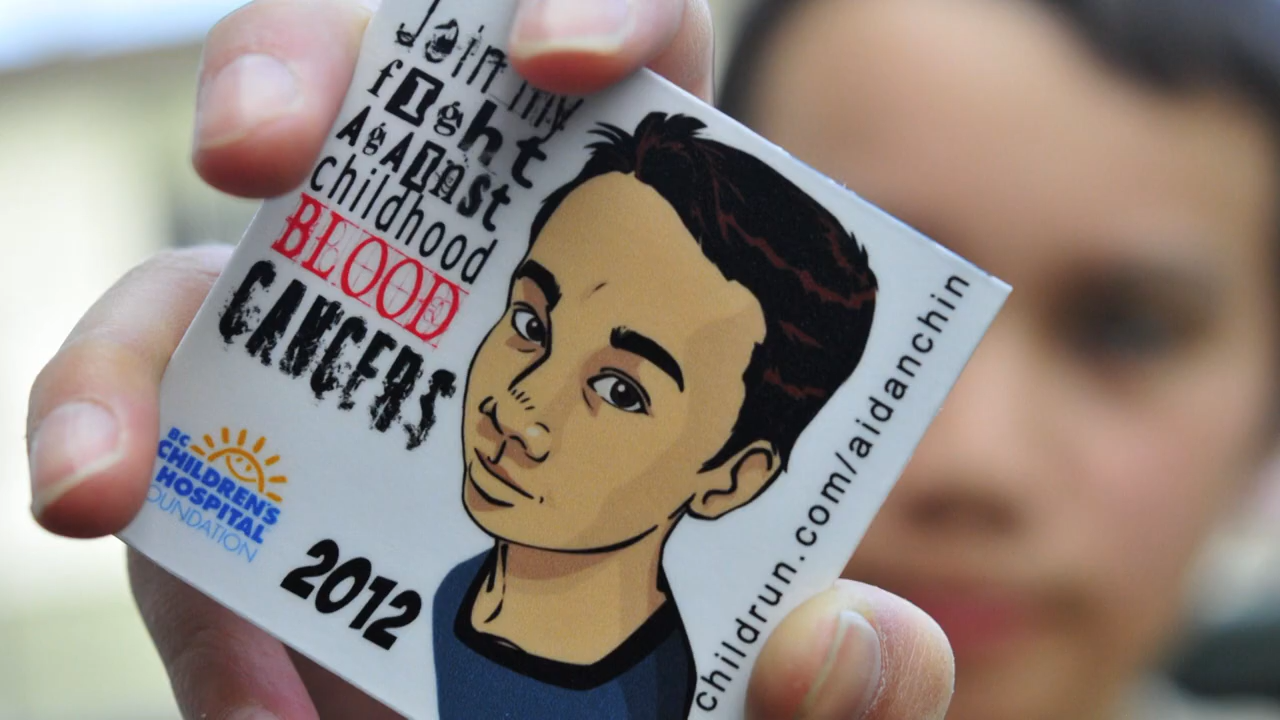 Join my
fIght
AgAInst
childhood
BLOOD
CANCERS
BC
CHILDREN'S
HOSPITAL
FOUNDATION
2012
childrun.com/aidanchin